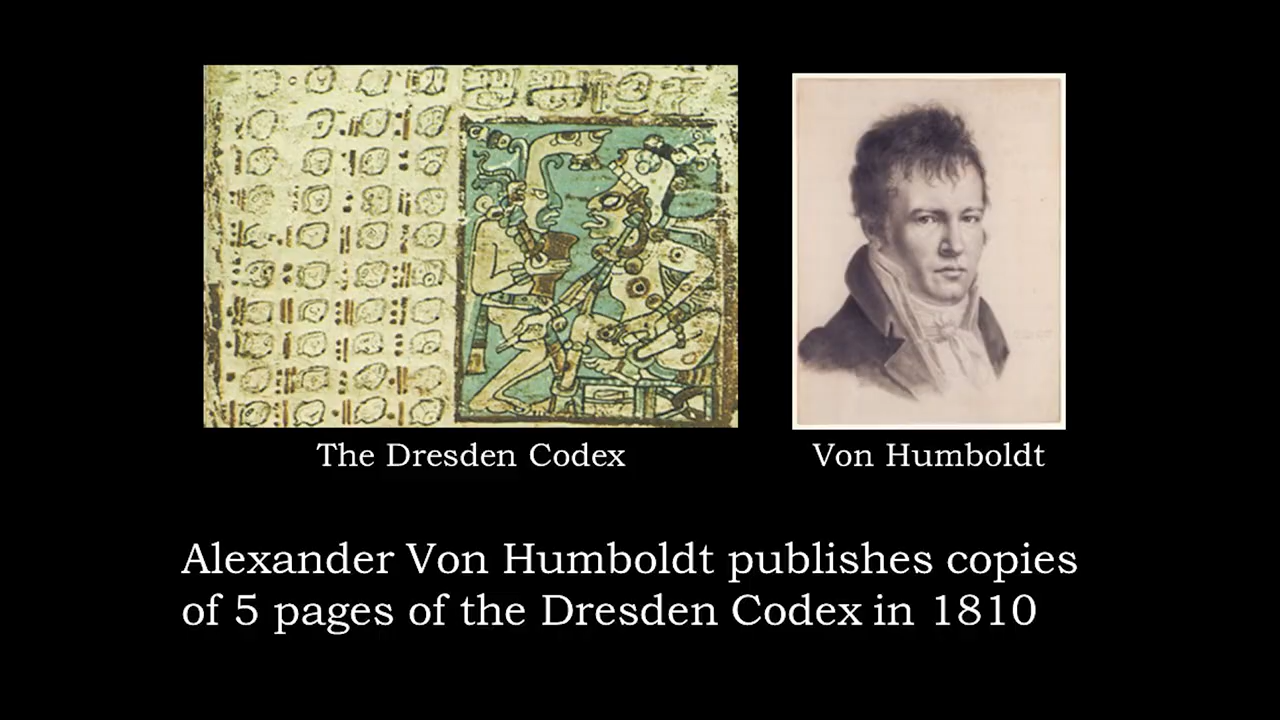 The Dresden Codex
Von Humboldt
Alexander Von Humboldt publishes copies
of 5 pages of the Dresden Codex in 1810